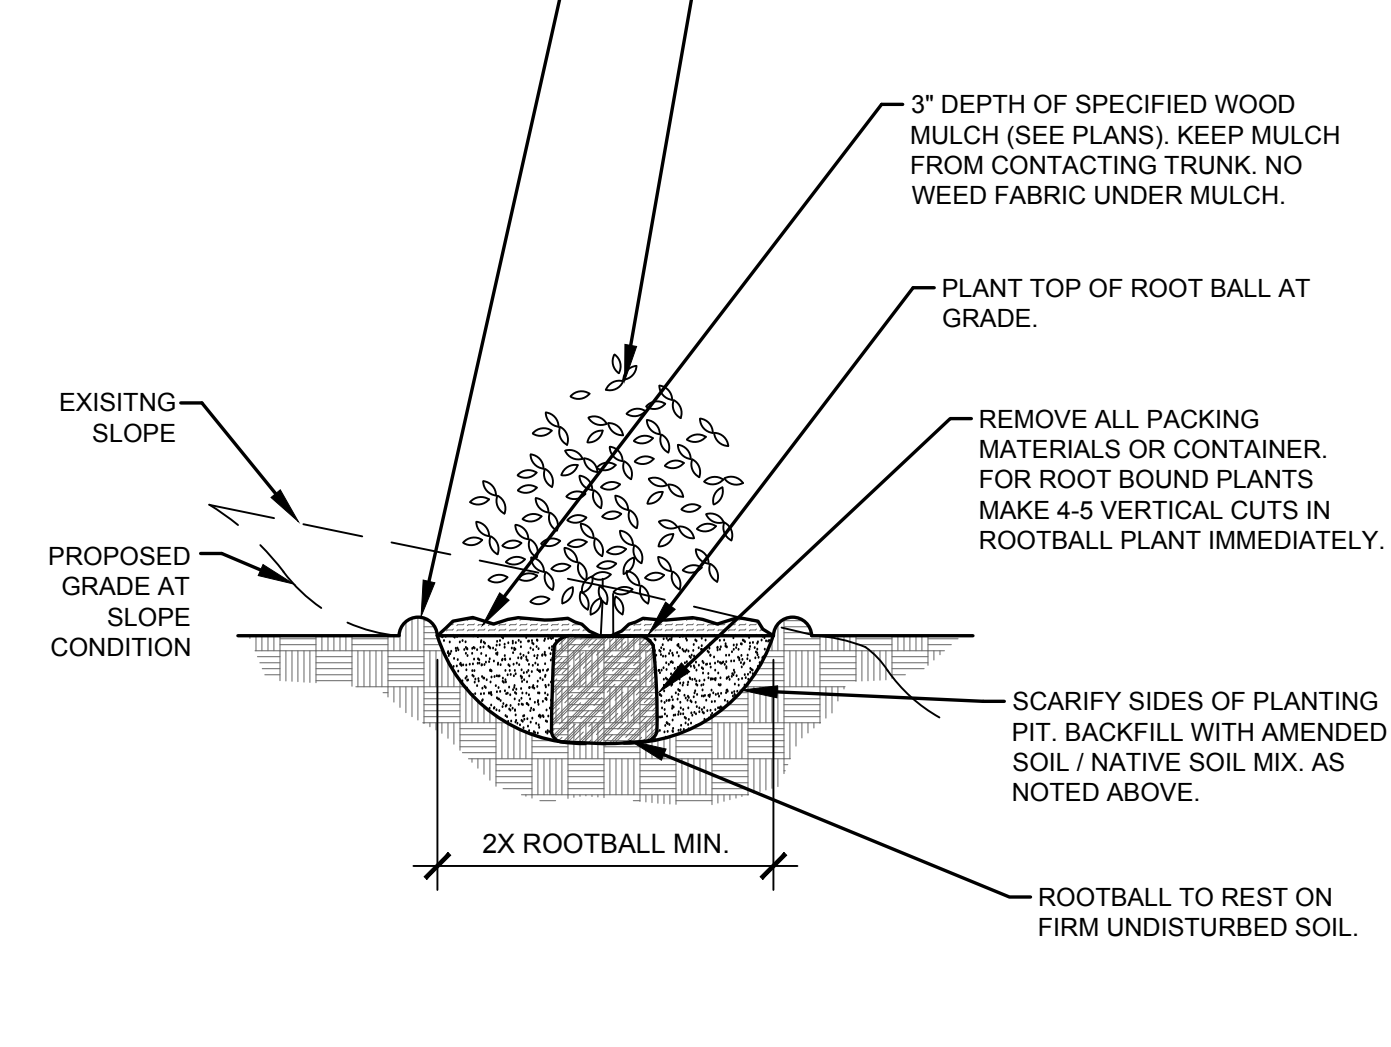 3" DEPTH OF SPECIFIED WOOD
MULCH (SEE PLANS). KEEP MULCH
FROM CONTACTING TRUNK. NO
WEED FABRIC UNDER MULCH.
PLANT TOP OF ROOT BALL AT
GRADE.
EXISITNG
SLOPE
REMOVE ALL PACKING
MATERIALS OR CONTAINER.
FOR ROOT BOUND PLANTS
MAKE 4-5 VERTICAL CUTS IN
ROOTBALL PLANT IMMEDIATELY.
PROPOSED
GRADE AT
SLOPE
CONDITION
SCARIFY SIDES OF PLANTING
PIT. BACKFILL WITH AMENDED
SOIL / NATIVE SOIL MIX. AS
NOTED ABOVE.
2X ROOTBALL MIN.
ROOTBALL TO REST ON
FIRM UNDISTURBED SOIL.